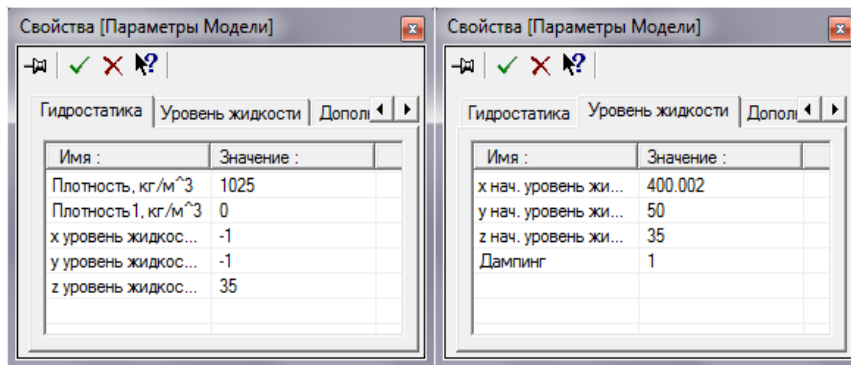 Свойства [Параметры Модели]
Гидростатика Уровень жидкости Допол
Имя : Значение :
Плотность, кг/м^3 1025
Плотность1, кг/м^3 0
x уровень жидкос... -1
y уровень жидкос... -1
z уровень жидкос... 35
Свойства [Параметры Модели]
Гидростатика Уровень жидкости Допол
Имя : Значение :
x нач. уровень жи... 400.002
y нач. уровень жи... 50
z нач. уровень жи... 35
Дампинг 1